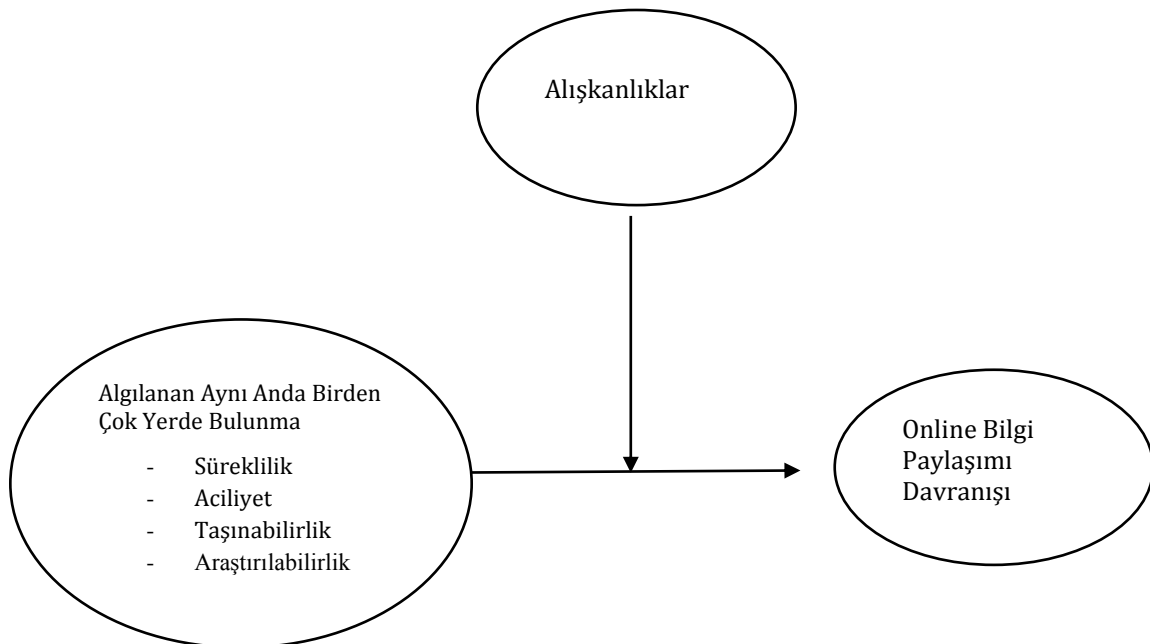 Alışkanlıklar
Algılanan Aynı Anda Birden
Çok Yerde Bulunma
- Süreklilik
- Aciliyet
- Taşınabilirlik
- Araştırılabilirlik
Online Bilgi
Paylaşımı
Davranışı